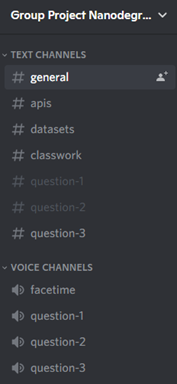 Group Project Nanodegr...
TEXT CHANNELS
# general
# apis
# datasets
# classwork
# question-1
# question-2
# question-3
VOICE CHANNELS
facetime
question-1
question-2
question-3